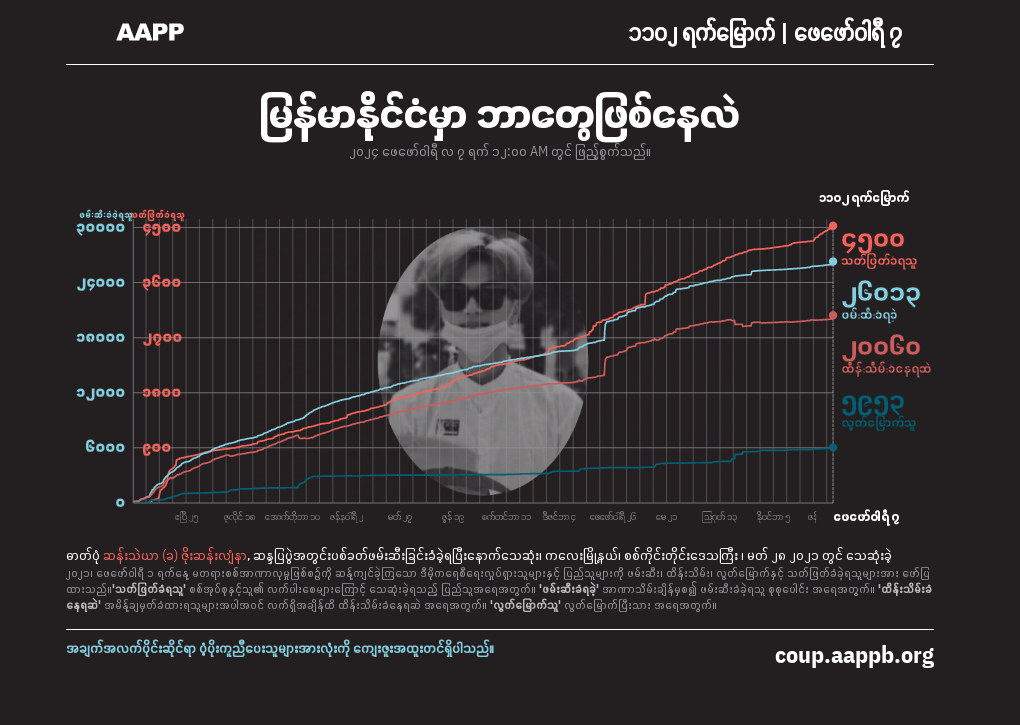 AAPP
၁၁၀၂ ရက်မြောက် | ဖေဖော်ဝါရီ ၇
မြန်မာနိုင်ငံမှာ ဘာတွေဖြစ်နေလဲ
၂၀၂၄ ဖေဖော်ဝါရီ လ ၇ ရက် ၁၂:၀၀ AM တွင် ဖြည့်စွက်သည်။
၁၁၀၂ ရက်မြောက်
ဖမ်းဆီးခံခဲ့ရသူ သတ်ဖြတ်ခံရသူ
၃၀၀၀၀ ၄၅၀၀
၂၄၀၀၀ ၃၆၀၀
၁၈၀၀၀ ၂၇၀၀
၁၂၀၀၀ ၁၈၀၀
၆၀၀၀ ၉၀၀
၀
၄၅၀၀
သတ်ဖြတ်ခံရသူ
၂၆၀၁၃
ဖမ်းဆီးခံရခဲ့
၂၀၀၆၀
ထိန်းသိမ်းခံနေရဆဲ
၅၉၅၃
လွတ်မြောက်သူ
ဧပြီ ၂၅ ဇူလိုင် ၁၈ အောက်တိုဘာ ၁၀ ဇန်နဝါရီ ၂ မတ် ၂၇ ဇွန် ၁၉ စက်တင်ဘာ ၁၁ ဒီဇင်ဘာ ၄ ဖေဖော်ဝါရီ ၂၆ မေ ၂၁ ဩဂုတ် ၁၃ နိုဝင်ဘာ ၅ ဇန် ဖေဖော်ဝါရီ ၇
ဓာတ်ပုံ ဆန်းသဲယာ (ခ) ဇိုးဆန်းလျှံနာ, ဆန္ဒပြပွဲအတွင်းပစ်ခတ်ဖမ်းဆီးခြင်းခံခဲ့ရပြီးနောက်သေဆုံး၊ ကလေးမြို့နယ်၊ စစ်ကိုင်းတိုင်းဒေသကြီး ၊ မတ် ၂၈ ၂၀၂၁ တွင် သေဆုံးခဲ့
၂၀၂၁၊ ဖေဖော်ဝါရီ ၁ ရက်နေ့ မတရားစစ်အာဏာလုမှုဖြစ်စဉ်ကို ဆန့်ကျင်ခဲ့ကြသော ဒီမိုကရေစီရေးလှုပ်ရှားသူများနှင့် ပြည်သူများကို ဖမ်းဆီး၊ ထိန်းသိမ်း၊ လွတ်မြောက်နှင့် သတ်ဖြတ်ခံခဲ့ရသူများအား ဖော်ပြ
ထားသည်။'သတ်ဖြတ်ခံရသူ' စစ်အုပ်စုနှင့်သူ၏ လက်ပါးစေများကြောင့် သေဆုံးခဲ့ရသည့် ပြည်သူအရေအတွက်။ 'ဖမ်းဆီးခံရခဲ့' အာဏာသိမ်းချိန်မှစ၍ ဖမ်းဆီးခံခဲ့ရသူ စုစုပေါင်း အရေအတွက်။ 'ထိန်းသိမ်းခံ
နေရဆဲ' အမိန့်ချမှတ်ခံထားရသူများအပါအဝင် လက်ရှိအချိန်ထိ ထိန်းသိမ်းခံနေရဆဲ အရေအတွက်။ 'လွတ်မြောက်သူ' လွတ်မြောက်ပြီးသား အရေအတွက်။
အချက်အလက်ပိုင်းဆိုင်ရာ ပံ့ပိုးကူညီပေးသူများအားလုံးကို ကျေးဇူးအထူးတင်ရှိပါသည်။
coup.aappb.org